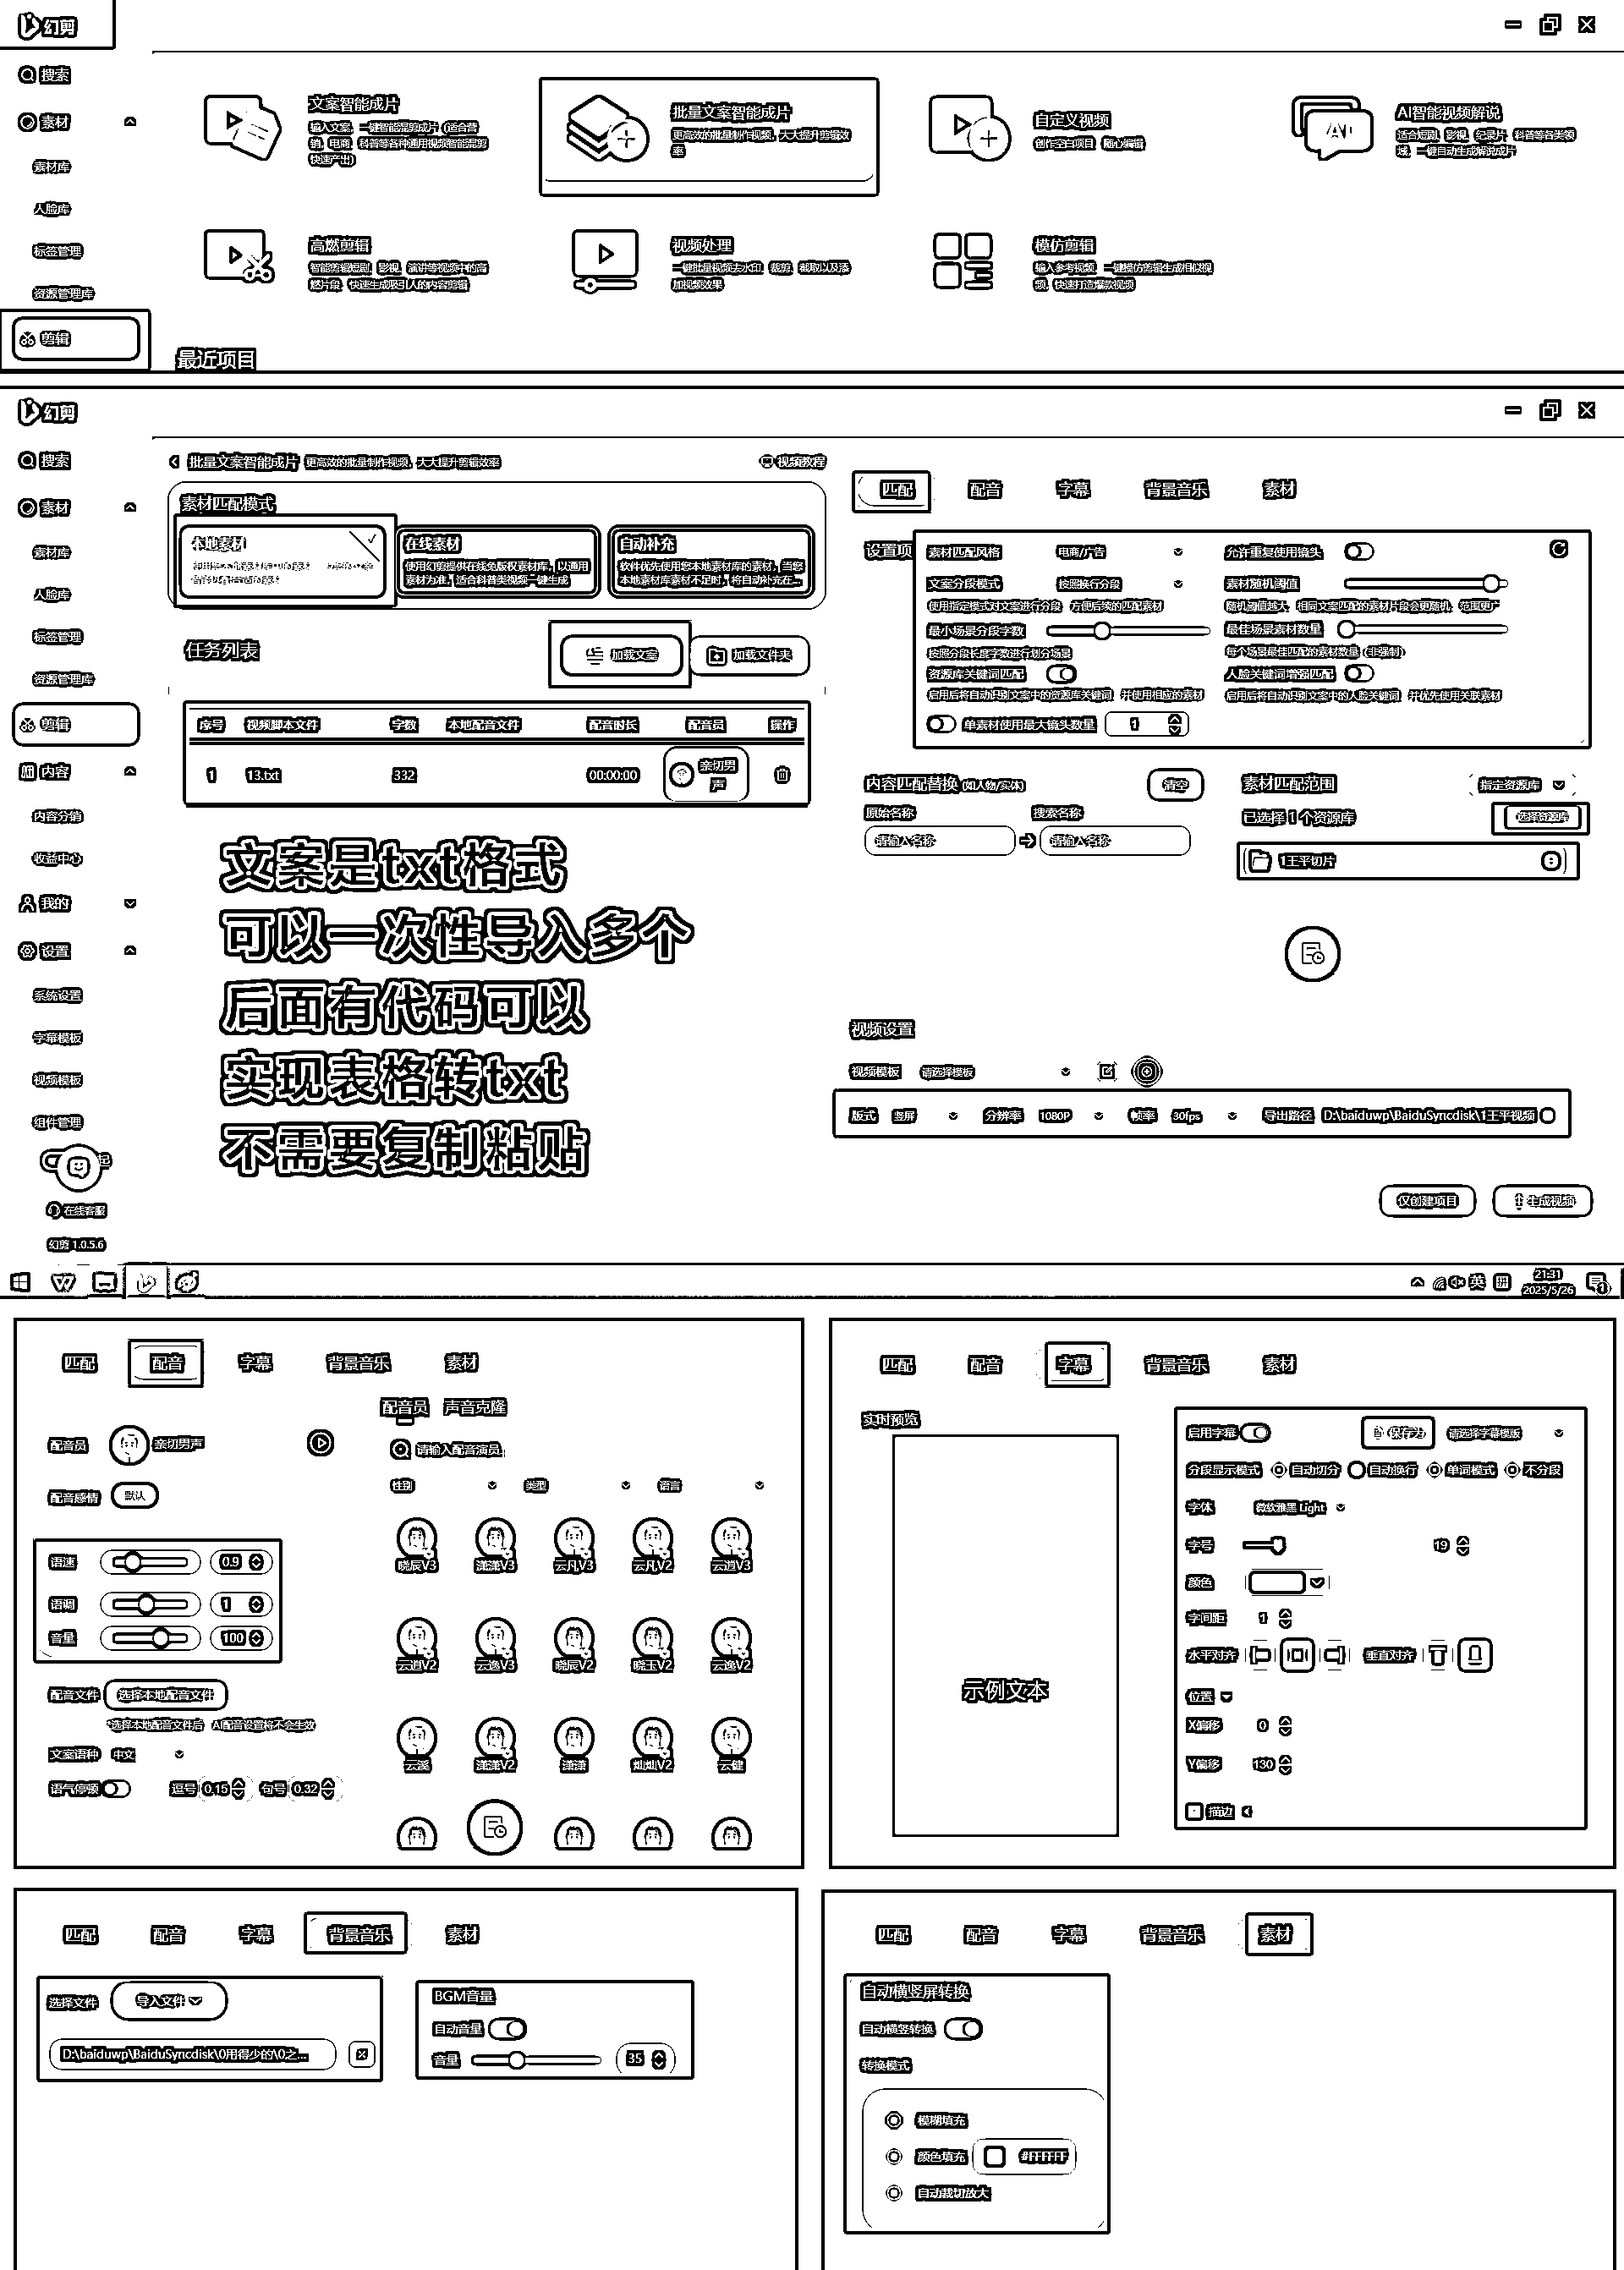 幻剪
搜索
素材
素材库
人脸库
标签管理
资源管理库
剪辑
文案智能成片
输入文案，一键智能混剪成片（适合营
销、电商、科普等各种通用视频智能混剪
快速产出）
批量文案智能成片
更高效的批量制作视频，大大提升剪辑效
率
自定义视频
创作空白项目，随心编辑
AI智能视频解说
适合短剧、影视、纪录片、科普等各类领
域，一键自动生成解说成片
高燃剪辑
智能剪辑短剧、影视、演讲等视频中的高
燃片段，快速生成吸引人的内容剪辑
视频处理
一键批量视频去水印、裁剪、截取以及添
加视频效果
模仿剪辑
输入参考视频，一键模仿剪辑生成相似视
频，快速打造爆款视频
最近项目
幻剪
搜索
素材
素材库
人脸库
标签管理
资源管理库
剪辑
内容
内容分销
收益中心
我的
设置
系统设置
字幕模板
视频模板
组件管理
在线客服
幻剪 1.0.5.6
批量文案智能成片 更高效的批量制作视频，大大提升剪辑效率
视频教程
素材匹配模式
本地素材
在线素材
使用幻剪提供在线免版权素材库，以通用
素材为准，适合科普类视频一键生成
自动补充
软件优先使用您本地素材库的素材，当您
本地素材库素材不足时，将自动补充在...
任务列表
加载文案
加载文件夹
序号 视频脚本文件 字数 本地配音文件 配音时长 配音员 操作
1 13.txt 332 00:00:00 亲切男声
文案是txt格式
可以一次性导入多个
后面有代码可以
实现表格转txt
不需要复制粘贴
匹配 配音 字幕 背景音乐 素材
设置项
素材匹配风格 电商/广告 允许重复使用镜头
文案分段模式 按照换行分段 素材随机阈值
使用指定模式对文案进行分段，方便后续的匹配素材
随机阈值越大，相同文案匹配的素材片段会更随机，范围更广
最小场景分段字数 最佳场景素材数量
按照分段长度字数进行划分场景
每个场景最佳匹配的素材数量（非强制）
资源库关键词匹配 人脸关键词增强匹配
启用后将自动识别文案中的资源库关键词，并使用相应的素材
启用后将自动识别文案中的人脸关键词，并优先使用关联素材
单素材使用最大镜头数量 1
内容匹配替换 (如人物/实体) 清空
原始名称 搜索名称
请输入名称 请输入名称
素材匹配范围 指定资源库
已选择 1 个资源库 选择资源库
1王平切片
视频设置
视频模板 请选择模板
版式 竖屏 分辨率 1080P 帧率 30fps 导出路径 D:\baiduwp\BaiduSyncdisk\1王平视频
仅创建项目 生成视频
英 拼 21:31
2025/5/26
匹配 配音 字幕 背景音乐 素材
配音员 亲切男声
配音感情 默认
语速 0.9
语调 1
音量 100
配音文件 选择本地配音文件
*选择本地配音文件后，AI配音设置将不会生效
文案语种 中文
语气停顿 逗号 0.15 句号 0.32
配音员 声音克隆
请输入配音演员
性别 类型 语言
晓辰V3 潇潇V3 云凡V3 云凡V2 云逍V3
云逍V2 云逸V3 晓辰V2 晓玉V2 云逸V2
云溪 潇潇V2 潇潇 姐姐V2 云健
匹配 配音 字幕 背景音乐 素材
实时预览
示例文本
启用字幕 保存为 请选择字幕模版
分段显示模式 自动切分 自动换行 单词模式 不分段
字体 微软雅黑 Light
字号 19
颜色
字间距 1
水平对齐 垂直对齐
位置
X偏移 0
Y偏移 130
描边
匹配 配音 字幕 背景音乐 素材
选择文件 导入文件
D:\baiduwp\BaiduSyncdisk\0用得少的\0之...
BGM音量
自动音量
音量 35
匹配 配音 字幕 背景音乐 素材
自动横竖屏转换
自动横竖转换
转换模式
模糊填充
颜色填充 #FFFFFF
自动裁切放大